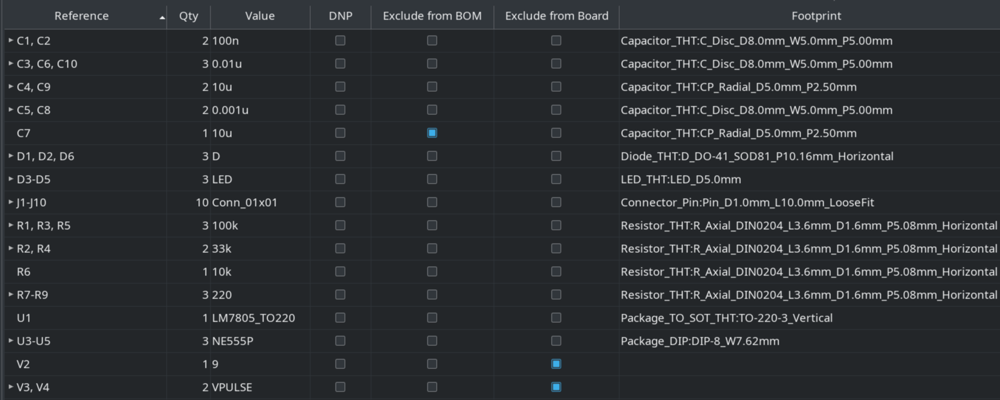 Reference Qty Value DNP Exclude from BOM Exclude from Board Footprint
C1, C2 2 100n Capacitor_THT:C_Disc_D8.0mm_W5.0mm_P5.00mm
C3, C6, C10 3 0.01u Capacitor_THT:C_Disc_D8.0mm_W5.0mm_P5.00mm
C4, C9 2 10u Capacitor_THT:CP_Radial_D5.0mm_P2.50mm
C5, C8 2 0.001u Capacitor_THT:C_Disc_D8.0mm_W5.0mm_P5.00mm
C7 1 10u Capacitor_THT:CP_Radial_D5.0mm_P2.50mm
D1, D2, D6 3 D Diode_THT:D_DO-41_SOD81_P10.16mm_Horizontal
D3-D5 3 LED LED_THT:LED_D5.0mm
J1-J10 10 Conn_01x01 Connector_Pin:Pin_D1.0mm_L10.0mm_LooseFit
R1, R3, R5 3 100k Resistor_THT:R_Axial_DIN0204_L3.6mm_D1.6mm_P5.08mm_Horizontal
R2, R4 2 33k Resistor_THT:R_Axial_DIN0204_L3.6mm_D1.6mm_P5.08mm_Horizontal
R6 1 10k Resistor_THT:R_Axial_DIN0204_L3.6mm_D1.6mm_P5.08mm_Horizontal
R7-R9 3 220 Resistor_THT:R_Axial_DIN0204_L3.6mm_D1.6mm_P5.08mm_Horizontal
U1 1 LM7805_TO220 Package_TO_SOT_THT:TO-220-3_Vertical
U3-U5 3 NE555P Package_DIP:DIP-8_W7.62mm
V2 1 9
V3, V4 2 VPULSE